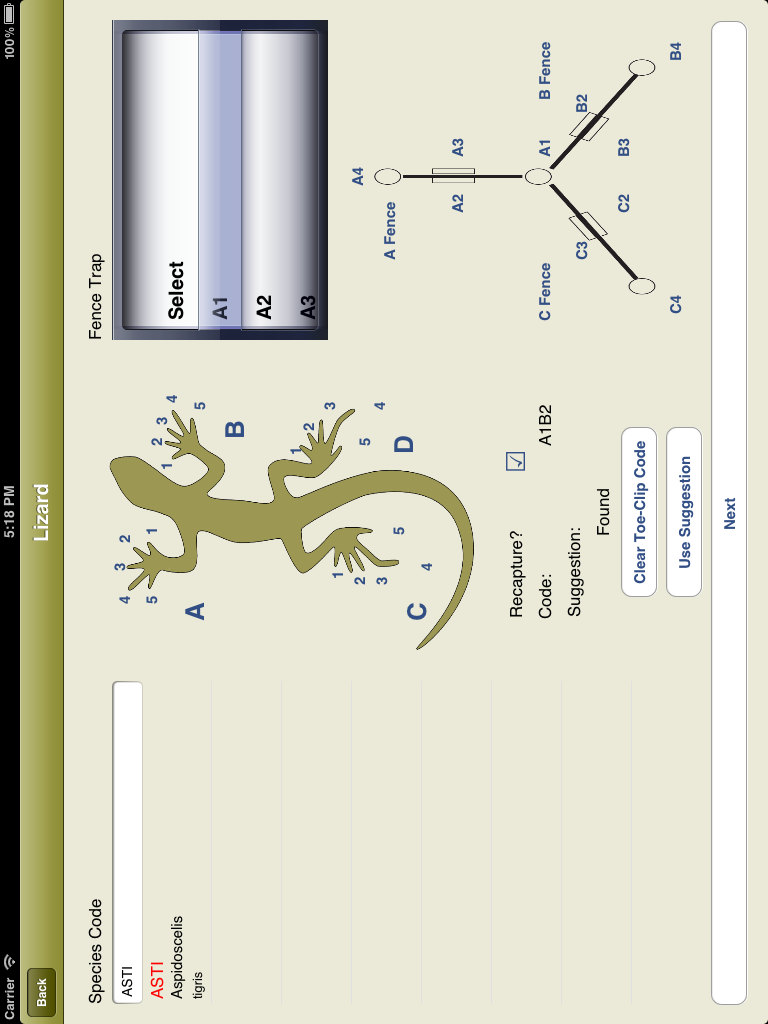 Carrier
5:18 PM
100%
Back
Lizard
Species Code
ASTI
ASTI
Aspidoscelis
tigris
A
1
2
3
4
5
B
1
2
3
4
5
C
1
2
3
4
5
D
1
2
3
4
5
Recapture?
Code: A1B2
Suggestion:
Found
Clear Toe-Clip Code
Use Suggestion
Fence Trap
Select
A1
A2
A3
A4
A Fence
A2
A3
A1
B Fence
C Fence
C3
B2
C2
B3
C4
B4
Next